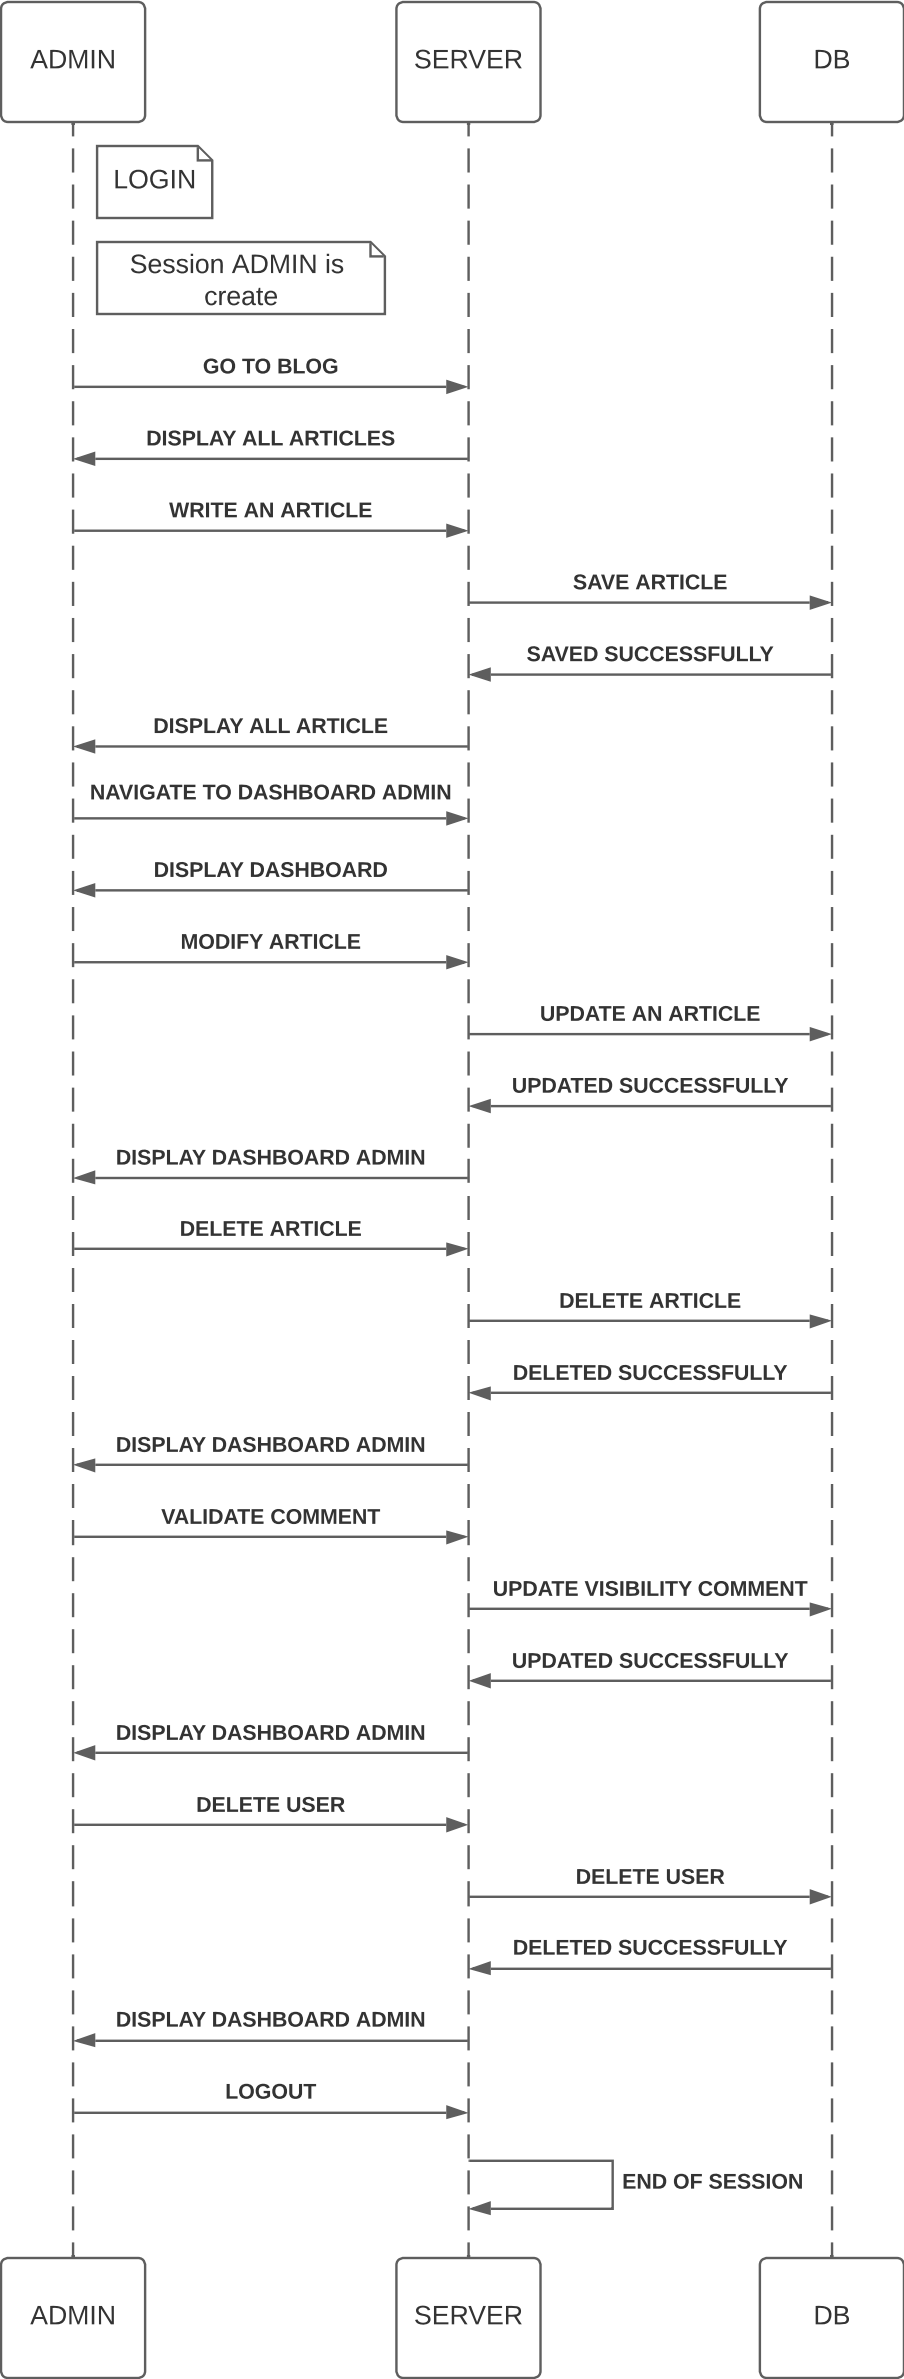 ADMIN
SERVER
DB
LOGIN
Session ADMIN is
create
GO TO BLOG
DISPLAY ALL ARTICLES
WRITE AN ARTICLE
SAVE ARTICLE
SAVED SUCCESSFULLY
DISPLAY ALL ARTICLE
NAVIGATE TO DASHBOARD ADMIN
DISPLAY DASHBOARD
MODIFY ARTICLE
UPDATE AN ARTICLE
UPDATED SUCCESSFULLY
DISPLAY DASHBOARD ADMIN
DELETE ARTICLE
DELETE ARTICLE
DELETED SUCCESSFULLY
DISPLAY DASHBOARD ADMIN
VALIDATE COMMENT
UPDATE VISIBILITY COMMENT
UPDATED SUCCESSFULLY
DISPLAY DASHBOARD ADMIN
DELETE USER
DELETE USER
DELETED SUCCESSFULLY
DISPLAY DASHBOARD ADMIN
LOGOUT
END OF SESSION
ADMIN
SERVER
DB